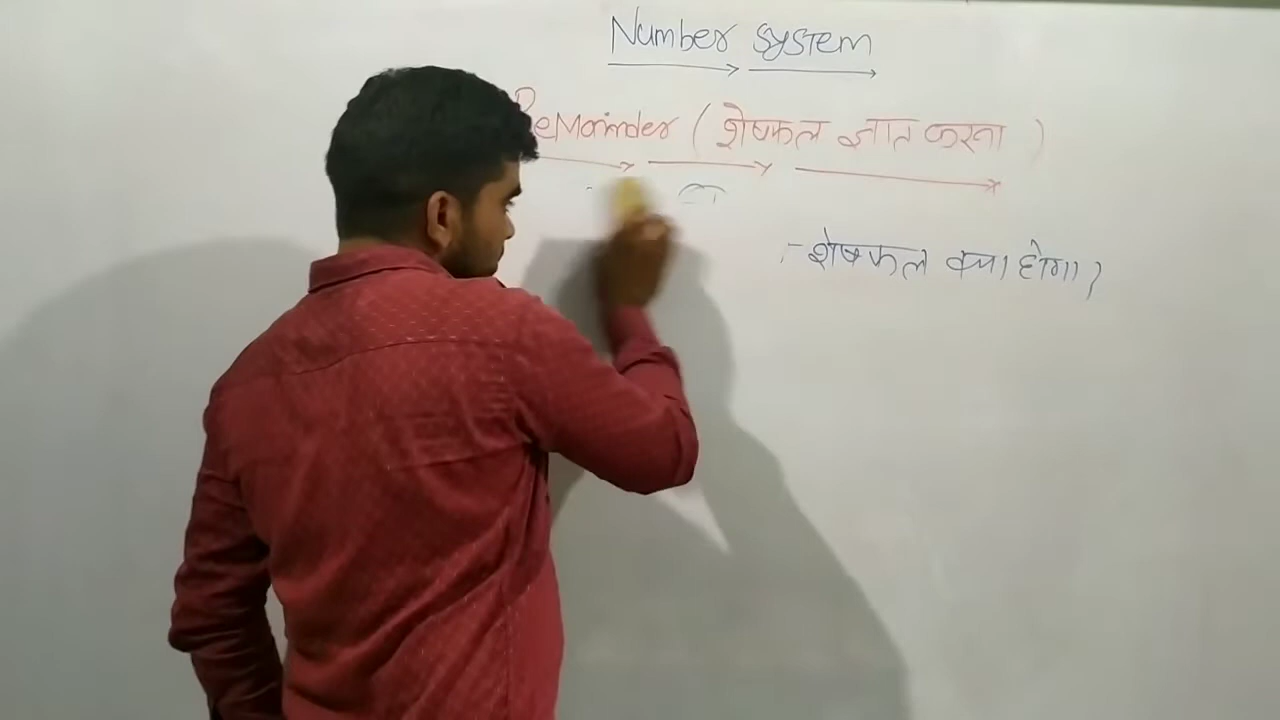 Number system
ReMainder ( शेषफल ज्ञात करना )
:- शेषफल क्या होगा?